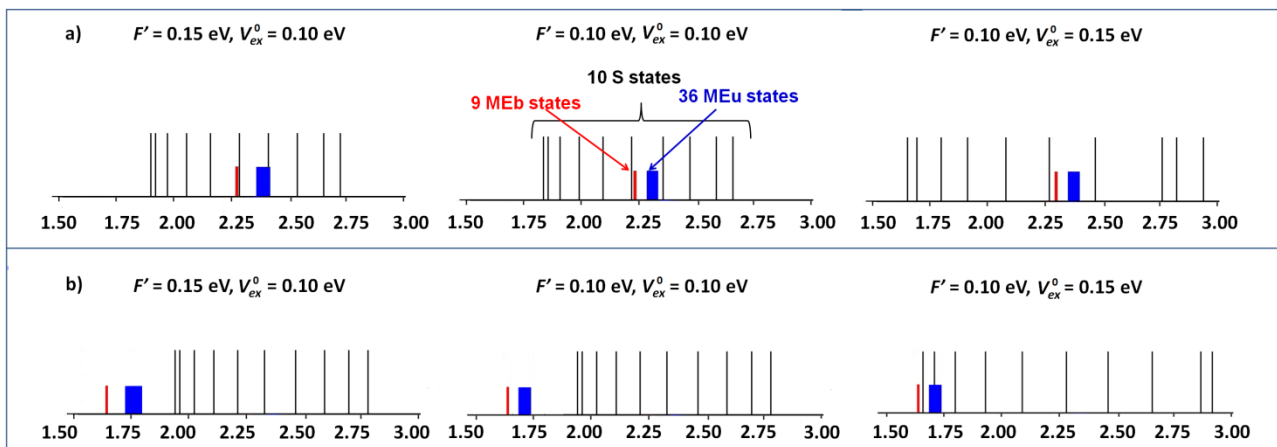 a) F′ = 0.15 eV, V⁰ₑₓ = 0.10 eV F′ = 0.10 eV, V⁰ₑₓ = 0.10 eV F′ = 0.10 eV, V⁰ₑₓ = 0.15 eV
10 S states
9 MEb states 36 MEu states
1.50 1.75 2.00 2.25 2.50 2.75 3.00 1.50 1.75 2.00 2.25 2.50 2.75 3.00 1.50 1.75 2.00 2.25 2.50 2.75 3.00
b) F′ = 0.15 eV, V⁰ₑₓ = 0.10 eV F′ = 0.10 eV, V⁰ₑₓ = 0.10 eV F′ = 0.10 eV, V⁰ₑₓ = 0.15 eV
1.50 1.75 2.00 2.25 2.50 2.75 3.00 1.50 1.75 2.00 2.25 2.50 2.75 3.00 1.50 1.75 2.00 2.25 2.50 2.75 3.00